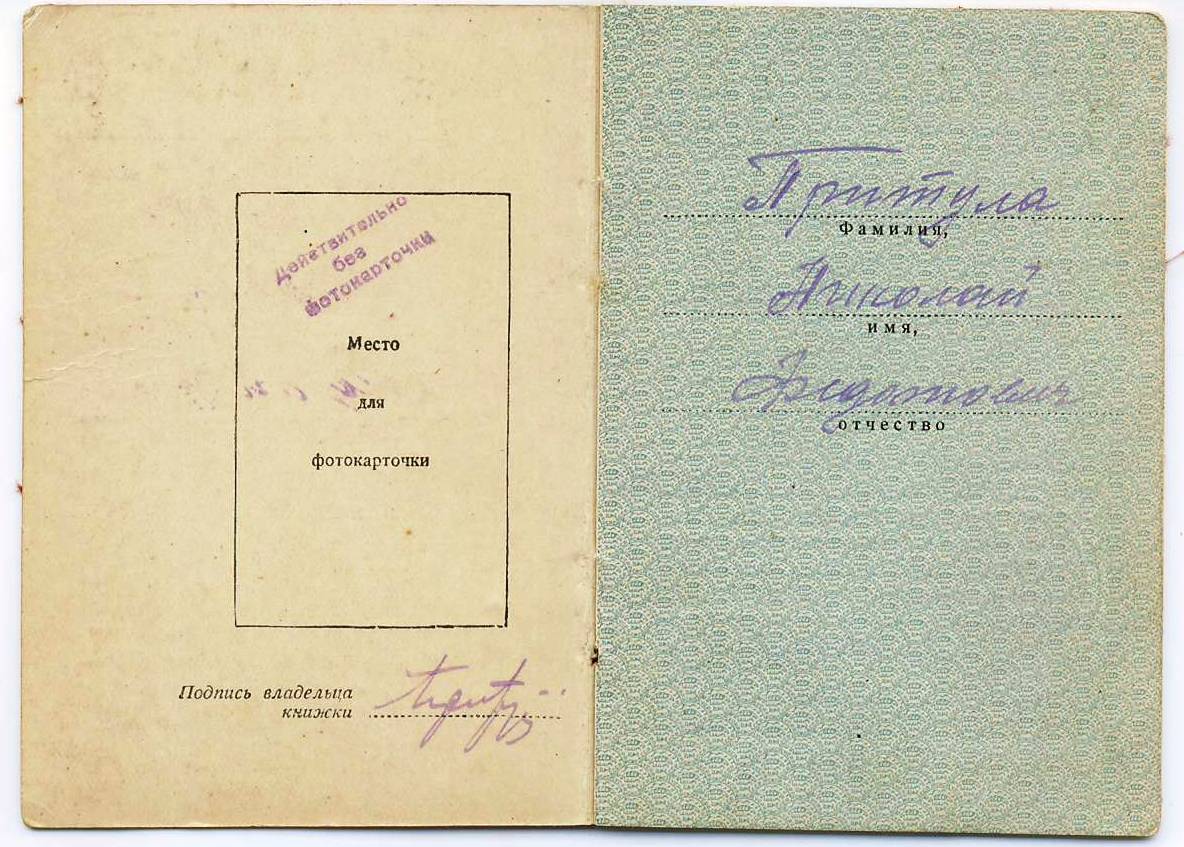 Действительно
без
фотокарточки
Место
для
фотокарточки
Подпись владельца
книжки
Притула
Фамилия,
Николай
имя,
Федотович
отчество